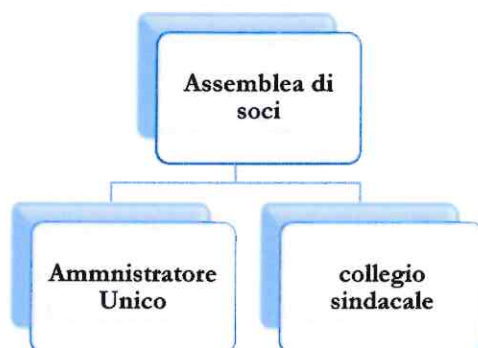 Assemblea di
soci
Ammnistratore
Unico
collegio
sindacale